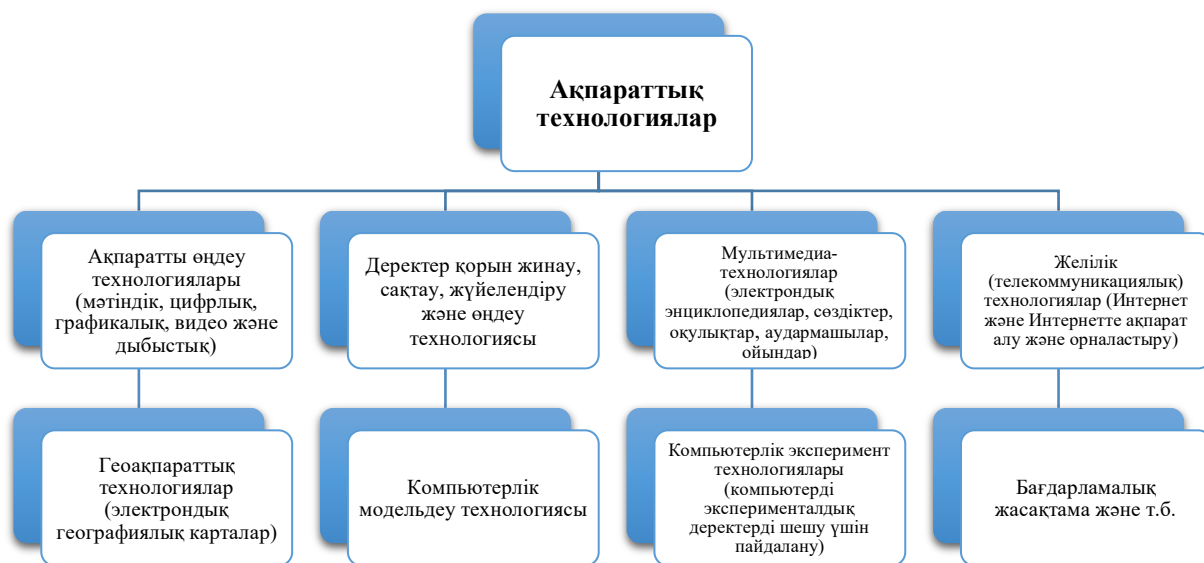 Ақпараттық
технологиялар
Ақпаратты өңдеу
технологиялары
(мәтіндік, цифрлық,
графикалық, видео және
дыбыстық)
Деректер қорын жинау,
сақтау, жүйелендіру
және өңдеу
технологиясы
Мультимедиа-
технологиялар
(электрондық
энциклопедиялар, сөздіктер,
оқулықтар, аудармашылар,
ойындар)
Желілік
(телекоммуникациялық)
технологиялар (Интернет
және Интернетте ақпарат
алу және орналастыру)
Геоақпараттық
технологиялар
(электрондық
географиялық карталар)
Компьютерлік
модельдеу технологиясы
Компьютерлік эксперимент
технологиялары
(компьютерді
эксперименталдық
деректерді шешу үшін
пайдалану)
Бағдарламалық
жасақтама және т.б.